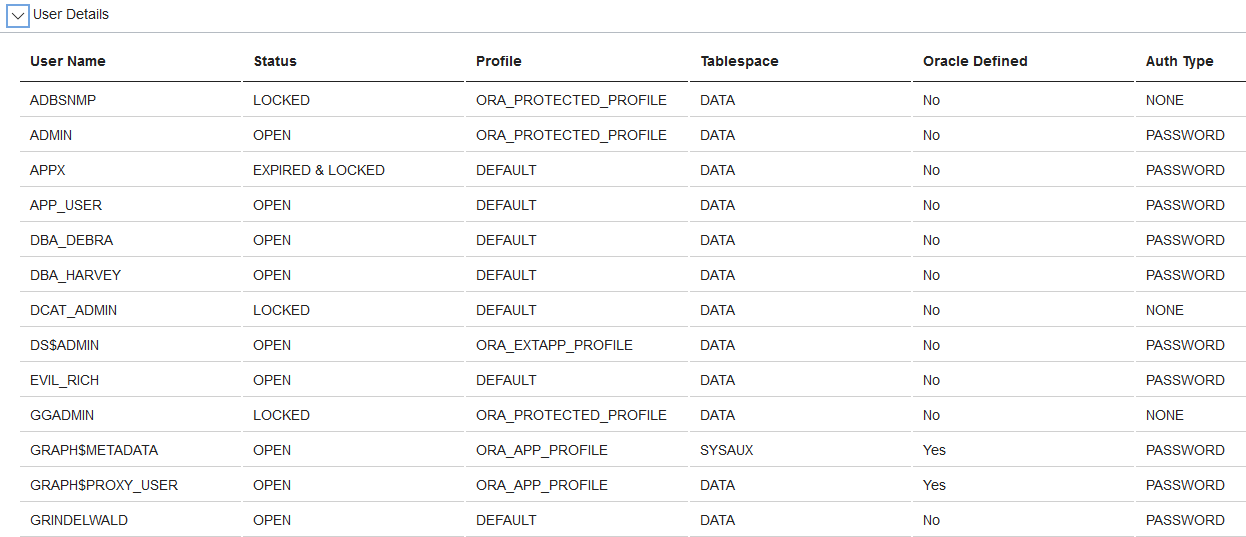 User Details
User Name Status Profile Tablespace Oracle Defined Auth Type
ADBSNMP LOCKED ORA_PROTECTED_PROFILE DATA No NONE
ADMIN OPEN ORA_PROTECTED_PROFILE DATA No PASSWORD
APPX EXPIRED & LOCKED DEFAULT DATA No PASSWORD
APP_USER OPEN DEFAULT DATA No PASSWORD
DBA_DEBRA OPEN DEFAULT DATA No PASSWORD
DBA_HARVEY OPEN DEFAULT DATA No PASSWORD
DCAT_ADMIN LOCKED DEFAULT DATA No NONE
DS$ADMIN OPEN ORA_EXTAPP_PROFILE DATA No PASSWORD
EVIL_RICH OPEN DEFAULT DATA No PASSWORD
GGADMIN LOCKED ORA_PROTECTED_PROFILE DATA No NONE
GRAPH$METADATA OPEN ORA_APP_PROFILE SYSAUX Yes PASSWORD
GRAPH$PROXY_USER OPEN ORA_APP_PROFILE DATA Yes PASSWORD
GRINDELWALD OPEN DEFAULT DATA No PASSWORD